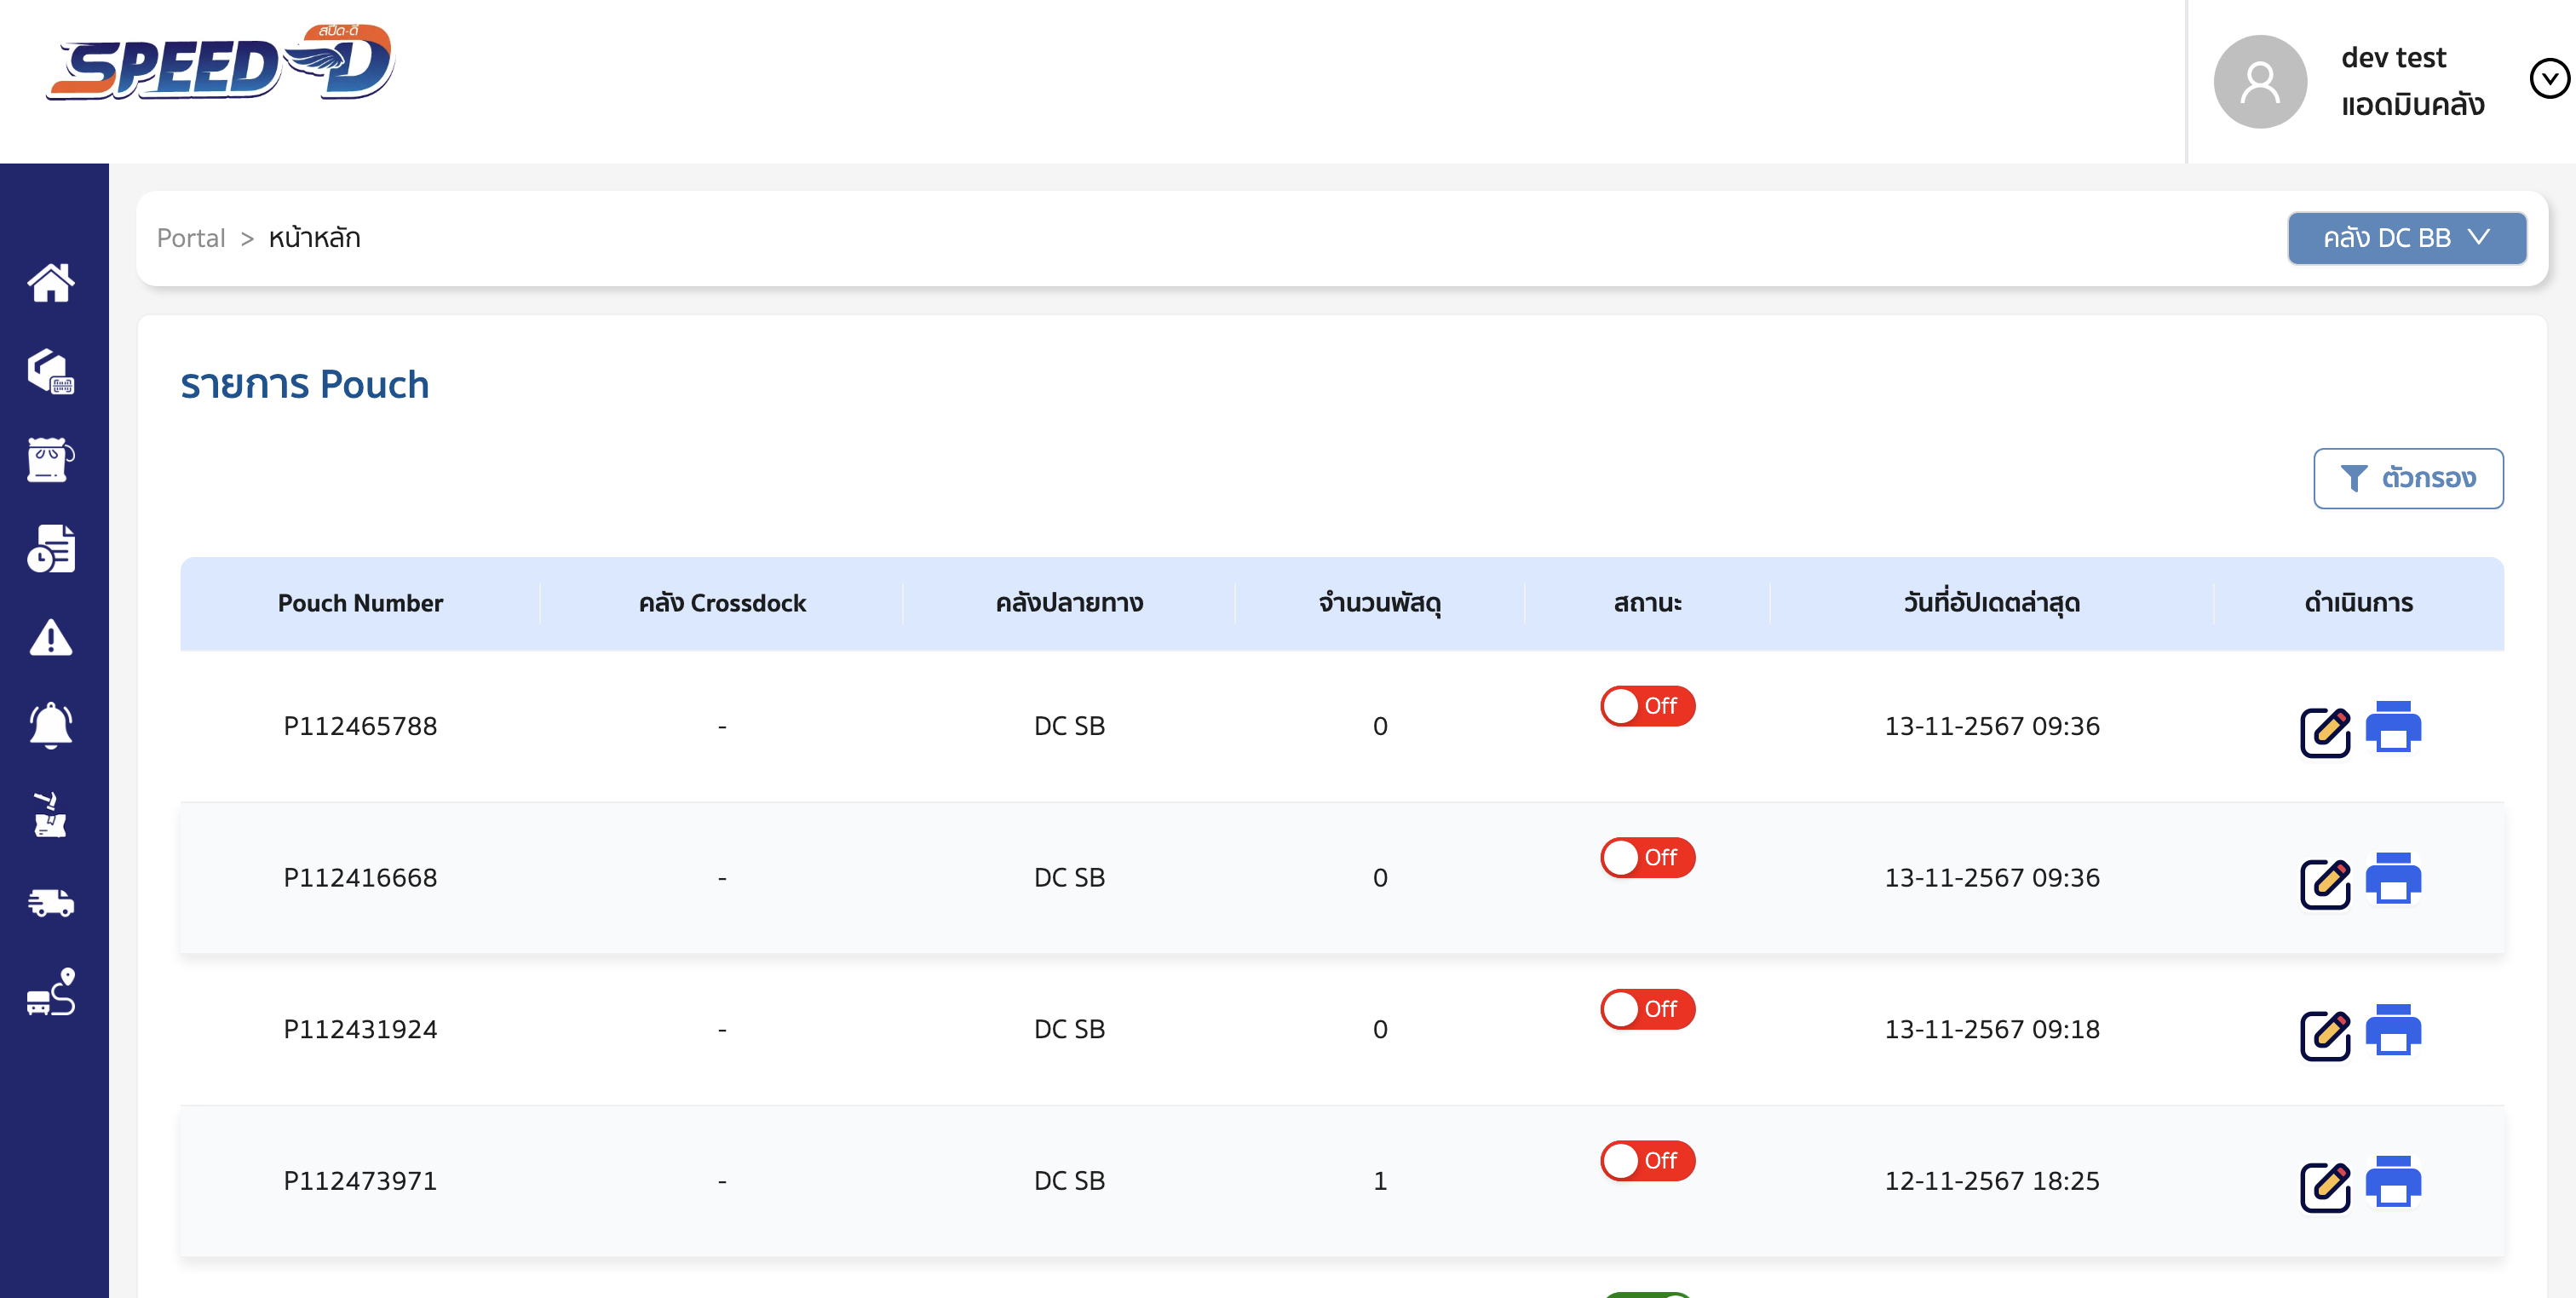 สปีด-ดี
SPEED-D
dev test
แอดมินคลัง
Portal > หน้าหลัก
คลัง DC BB
รายการ Pouch
ตัวกรอง
Pouch Number คลัง Crossdock คลังปลายทาง จำนวนพัสดุ สถานะ วันที่อัปเดตล่าสุด ดำเนินการ
P112465788 - DC SB 0 Off 13-11-2567 09:36
P112416668 - DC SB 0 Off 13-11-2567 09:36
P112431924 - DC SB 0 Off 13-11-2567 09:18
P112473971 - DC SB 1 Off 12-11-2567 18:25